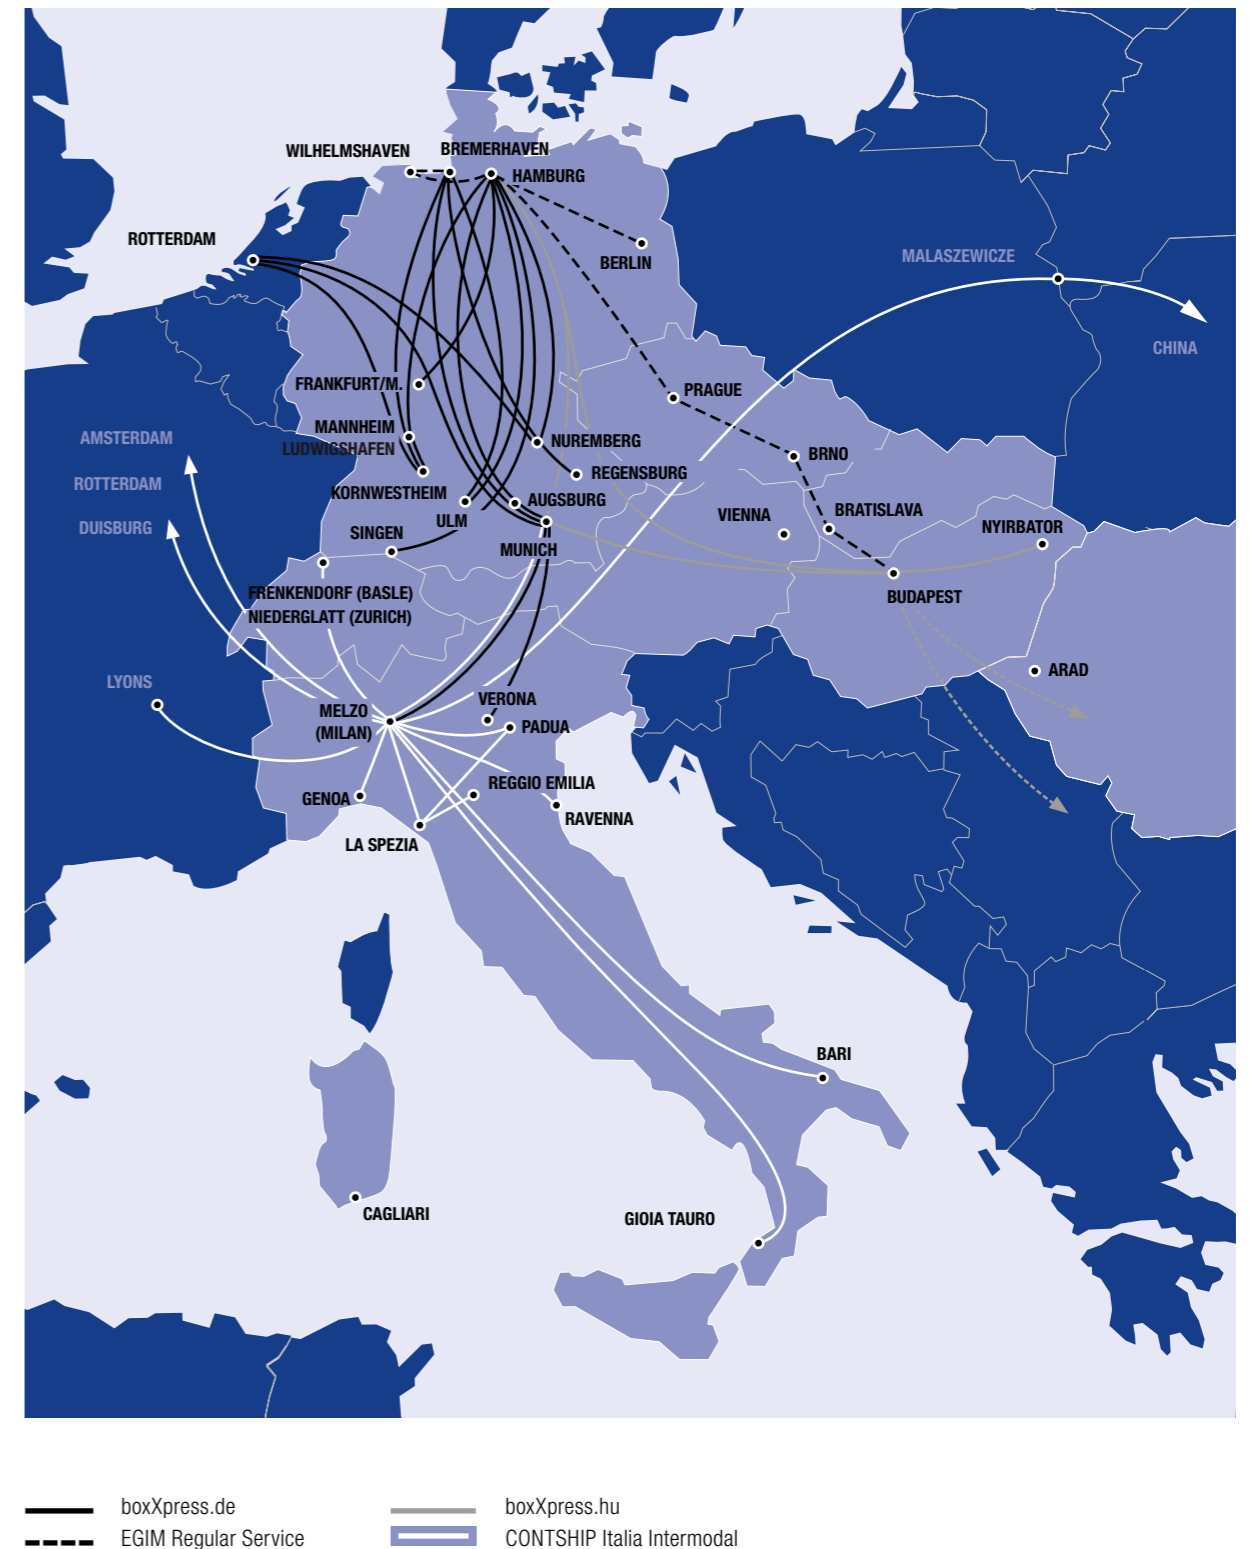 WILHELMSHAVEN
BREMERHAVEN
HAMBURG
ROTTERDAM
BERLIN
MALASZEWICZE
CHINA
FRANKFURT/M.
PRAGUE
MANNHEIM
LUDWIGSHAFEN
AMSTERDAM
NUREMBERG
BRNO
REGENSBURG
ROTTERDAM
KORNWESTHEIM
AUGSBURG
DUISBURG
ULM
VIENNA
BRATISLAVA
NYIRBATOR
SINGEN
MUNICH
FRENKENDORF (BASLE)
NIEDERGLATT (ZURICH)
BUDAPEST
ARAD
LYONS
VERONA
MELZO
(MILAN)
PADUA
REGGIO EMILIA
GENOA
RAVENNA
LA SPEZIA
BARI
CAGLIARI
GIOIA TAURO
boxXpress.de
boxXpress.hu
EGIM Regular Service
CONTSHIP Italia Intermodal